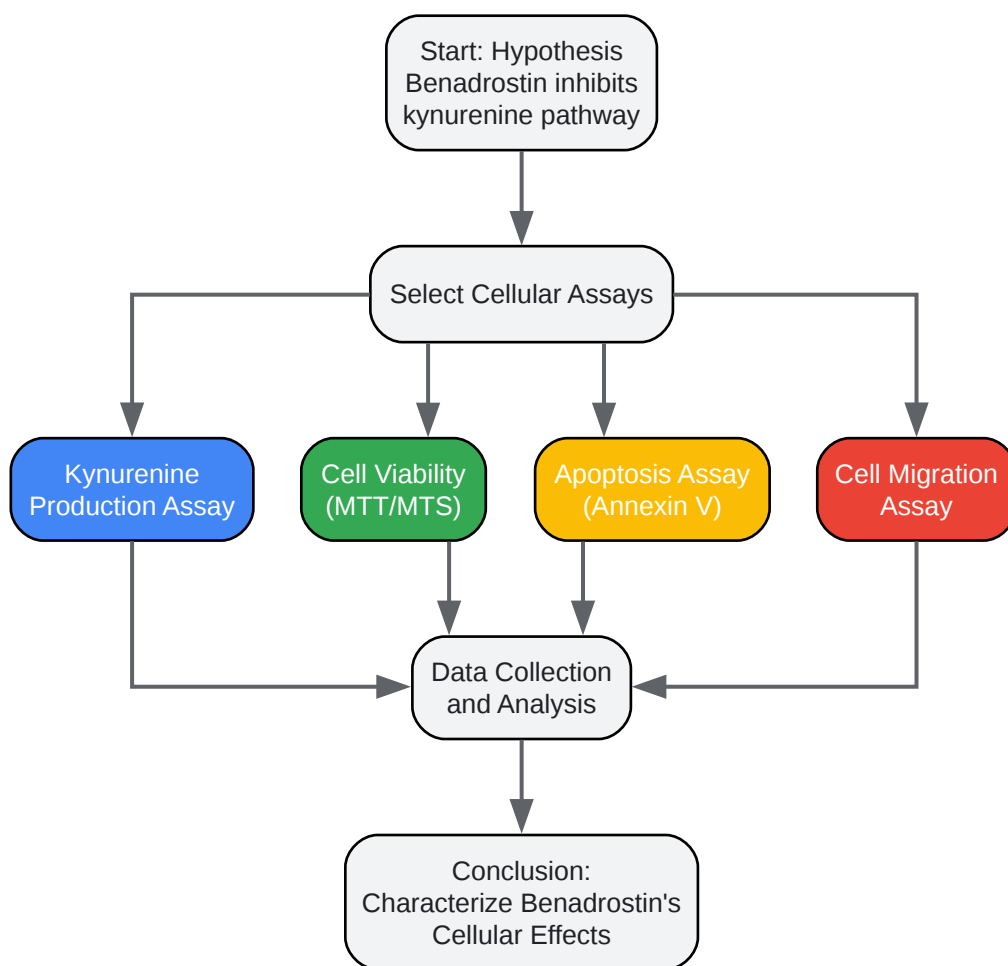 Start: Hypothesis
Benadrostin inhibits
kynurenine pathway
Select Cellular Assays
Kynurenine
Production Assay
Cell Viability
(MTT/MTS)
Apoptosis Assay
(Annexin V)
Cell Migration
Assay
Data Collection
and Analysis
Conclusion:
Characterize Benadrostin's
Cellular Effects